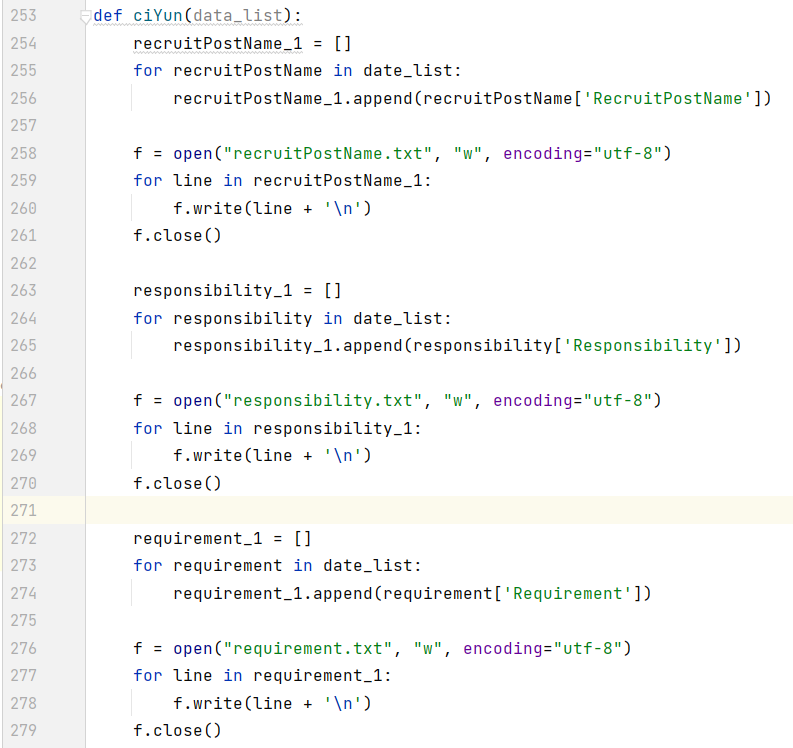 253 def ciYun(data_list):
254     recruitPostName_1 = []
255     for recruitPostName in date_list:
256         recruitPostName_1.append(recruitPostName['RecruitPostName'])
257
258     f = open("recruitPostName.txt", "w", encoding="utf-8")
259     for line in recruitPostName_1:
260         f.write(line + '\n')
261     f.close()
262
263     responsibility_1 = []
264     for responsibility in date_list:
265         responsibility_1.append(responsibility['Responsibility'])
266
267     f = open("responsibility.txt", "w", encoding="utf-8")
268     for line in responsibility_1:
269         f.write(line + '\n')
270     f.close()
271
272     requirement_1 = []
273     for requirement in date_list:
274         requirement_1.append(requirement['Requirement'])
275
276     f = open("requirement.txt", "w", encoding="utf-8")
277     for line in requirement_1:
278         f.write(line + '\n')
279     f.close()